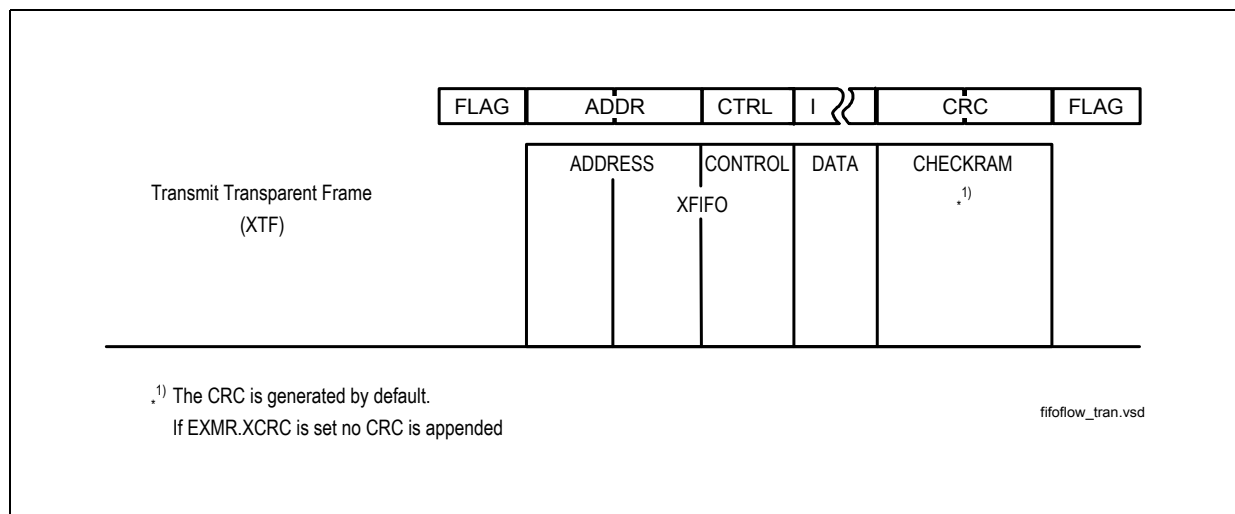 FLAG ADDR CTRL I CRC FLAG
ADDRESS CONTROL DATA CHECKRAM
Transmit Transparent Frame
(XTF)
XFIFO
*1)
*1) The CRC is generated by default.
If EXMR.XCRC is set no CRC is appended
fifoflow_tran.vsd